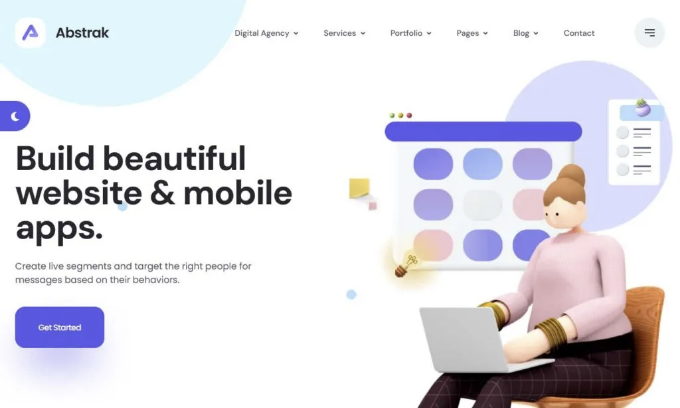 Abstrak
Digital Agency
Services
Portfolio
Pages
Blog
Contact
Build beautiful
website & mobile
apps.
Create live segments and target the right people for
messages based on their behaviors.
Get Started